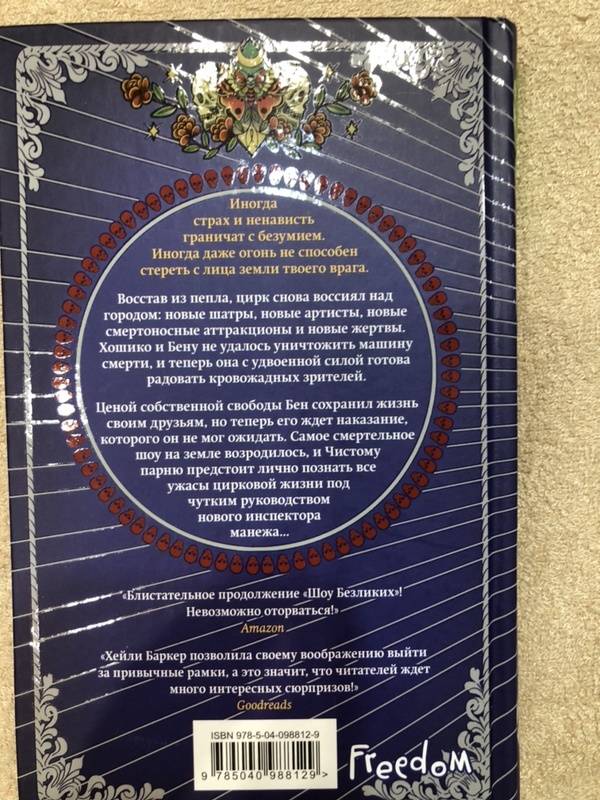 Иногда
страх и ненависть
граничат с безумием.
Иногда даже огонь не способен
стереть с лица земли твоего врага.
Восстав из пепла, цирк снова воссиял над
городом: новые шатры, новые артисты, новые
смертоносные аттракционы и новые жертвы.
Хошико и Бену не удалось уничтожить машину
смерти, и теперь она с удвоенной силой готова
радовать кровожадных зрителей.
Ценой собственной свободы Бен сохранил жизнь
своим друзьям, но теперь его ждет наказание,
которого он не мог ожидать. Самое смертельное
шоу на земле возродилось, и Чистому
парню предстоит лично познать все
ужасы цирковой жизни под
чутким руководством
нового инспектора
манежа...
«Блистательное продолжение «Шоу Безликих»!
Невозможно оторваться!»
Amazon
«Хейли Баркер позволила своему воображению выйти
за привычные рамки, а это значит, что читателей ждет
много интересных сюрпризов!»
Goodreads
ISBN 978-5-04-098812-9
9 785040 988129 >
Freedom